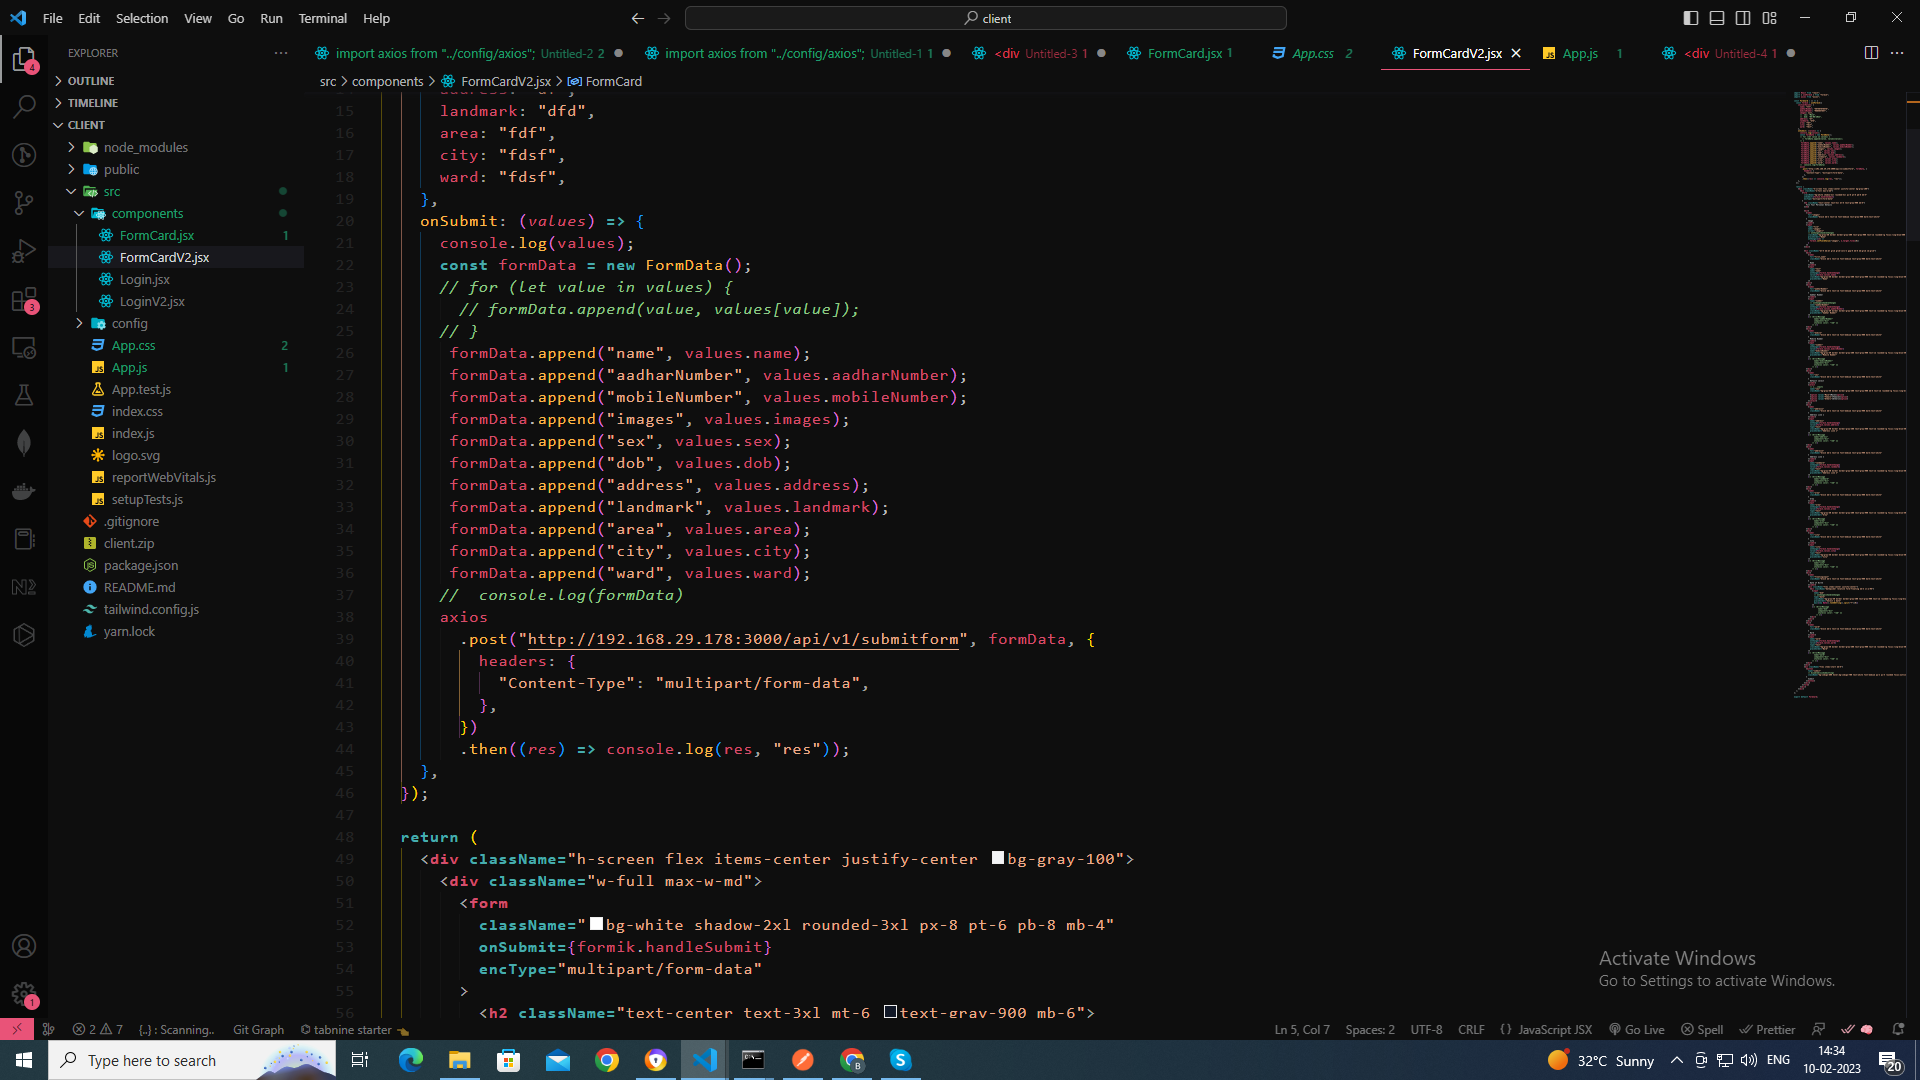 File Edit Selection View Go Run Terminal Help
client
EXPLORER
import axios from "../config/axios"; Untitled-2 2
import axios from "../config/axios"; Untitled-1 1
<div Untitled-3 1
FormCard.jsx 1
App.css 2
FormCardV2.jsx
App.js 1
<div Untitled-4 1
src > components > FormCardV2.jsx > FormCard
4
OUTLINE
TIMELINE
CLIENT
node_modules
public
src
components
FormCard.jsx 1
FormCardV2.jsx
Login.jsx
LoginV2.jsx
config
App.css 2
App.js 1
App.test.js
index.css
index.js
logo.svg
reportWebVitals.js
setupTests.js
.gitignore
client.zip
package.json
README.md
tailwind.config.js
yarn.lock
3
1
15 landmark: "dfd",
16 area: "fdf",
17 city: "fdsf",
18 ward: "fdsf",
19 },
20 onSubmit: (values) => {
21 console.log(values);
22 const formData = new FormData();
23 // for (let value in values) {
24 // formData.append(value, values[value]);
25 // }
26 formData.append("name", values.name);
27 formData.append("aadharNumber", values.aadharNumber);
28 formData.append("mobileNumber", values.mobileNumber);
29 formData.append("images", values.images);
30 formData.append("sex", values.sex);
31 formData.append("dob", values.dob);
32 formData.append("address", values.address);
33 formData.append("landmark", values.landmark);
34 formData.append("area", values.area);
35 formData.append("city", values.city);
36 formData.append("ward", values.ward);
37 // console.log(formData)
38 axios
39 .post("http://192.168.29.178:3000/api/v1/submitform", formData, {
40 headers: {
41 "Content-Type": "multipart/form-data",
42 },
43 })
44 .then((res) => console.log(res, "res"));
45 },
46 });
47
48 return (
49 <div className="h-screen flex items-center justify-center bg-gray-100">
50 <div className="w-full max-w-md">
51 <form
52 className="bg-white shadow-2xl rounded-3xl px-8 pt-6 pb-8 mb-4"
53 onSubmit={formik.handleSubmit}
54 encType="multipart/form-data"
55 >
56 <h2 className="text-center text-3xl mt-6 text-gray-900 mb-6">
Activate Windows
Go to Settings to activate Windows.
2 7 {..} : Scanning.. Git Graph tabnine starter
Ln 5, Col 7 Spaces: 2 UTF-8 CRLF {} JavaScript JSX Go Live Spell Prettier
Type here to search
32°C Sunny
ENG
14:34
10-02-2023
20